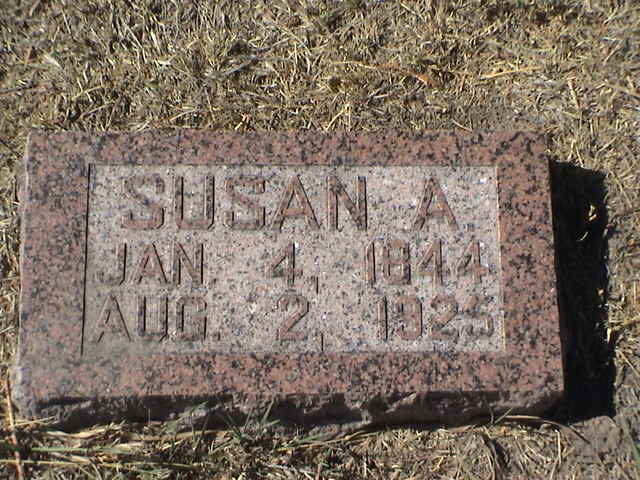 SUSAN A.
JAN. 4, 1844
AUG. 2, 1925